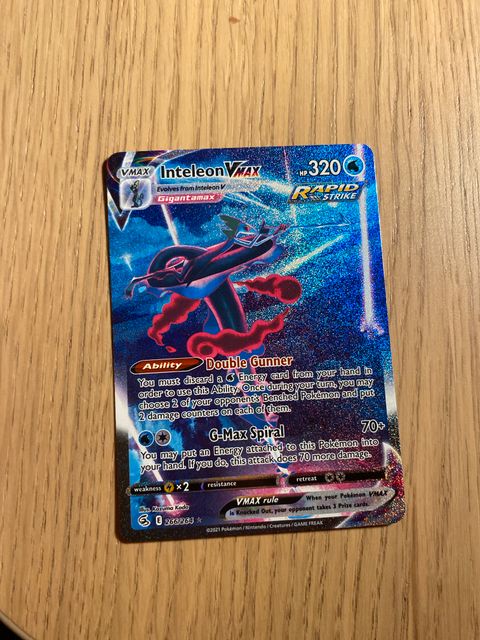 VMAX Inteleon VMAX HP 320
Evolves from Inteleon V
Gigantamax
RAPID
STRIKE
Ability Double Gunner
You must discard a Energy card from your hand in
order to use this Ability. Once during your turn, you may
choose 2 of your opponent's Benched Pokémon and put
2 damage counters on each of them.
G-Max Spiral 70+
You may put an Energy attached to this Pokémon into
your hand. If you do, this attack does 70 more damage.
weakness ×2 resistance retreat
VMAX rule When your Pokémon VMAX
is Knocked Out, your opponent takes 3 Prize cards.
Illus. Kazuma Koda
E 266/264
©2021 Pokémon / Nintendo / Creatures / GAME FREAK